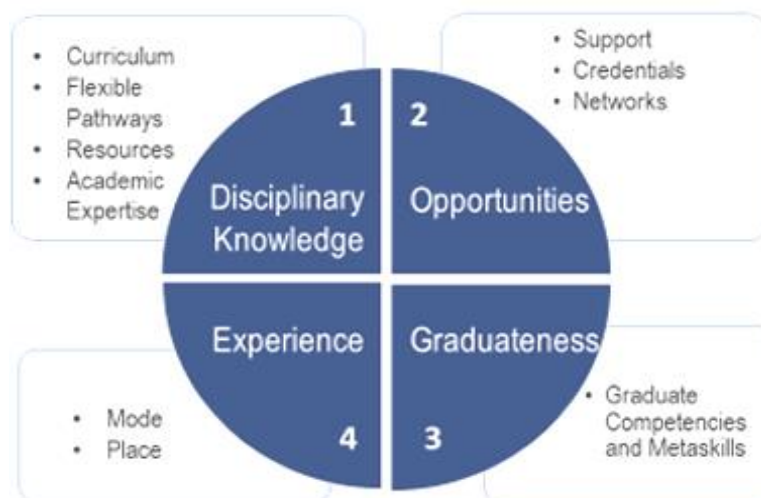 • Curriculum
• Flexible
Pathways
• Resources
• Academic
Expertise
1
Disciplinary
Knowledge
• Support
• Credentials
• Networks
2
Opportunities
Graduateness
3
• Graduate
Competencies
and Metaskills
Experience
4
• Mode
• Place